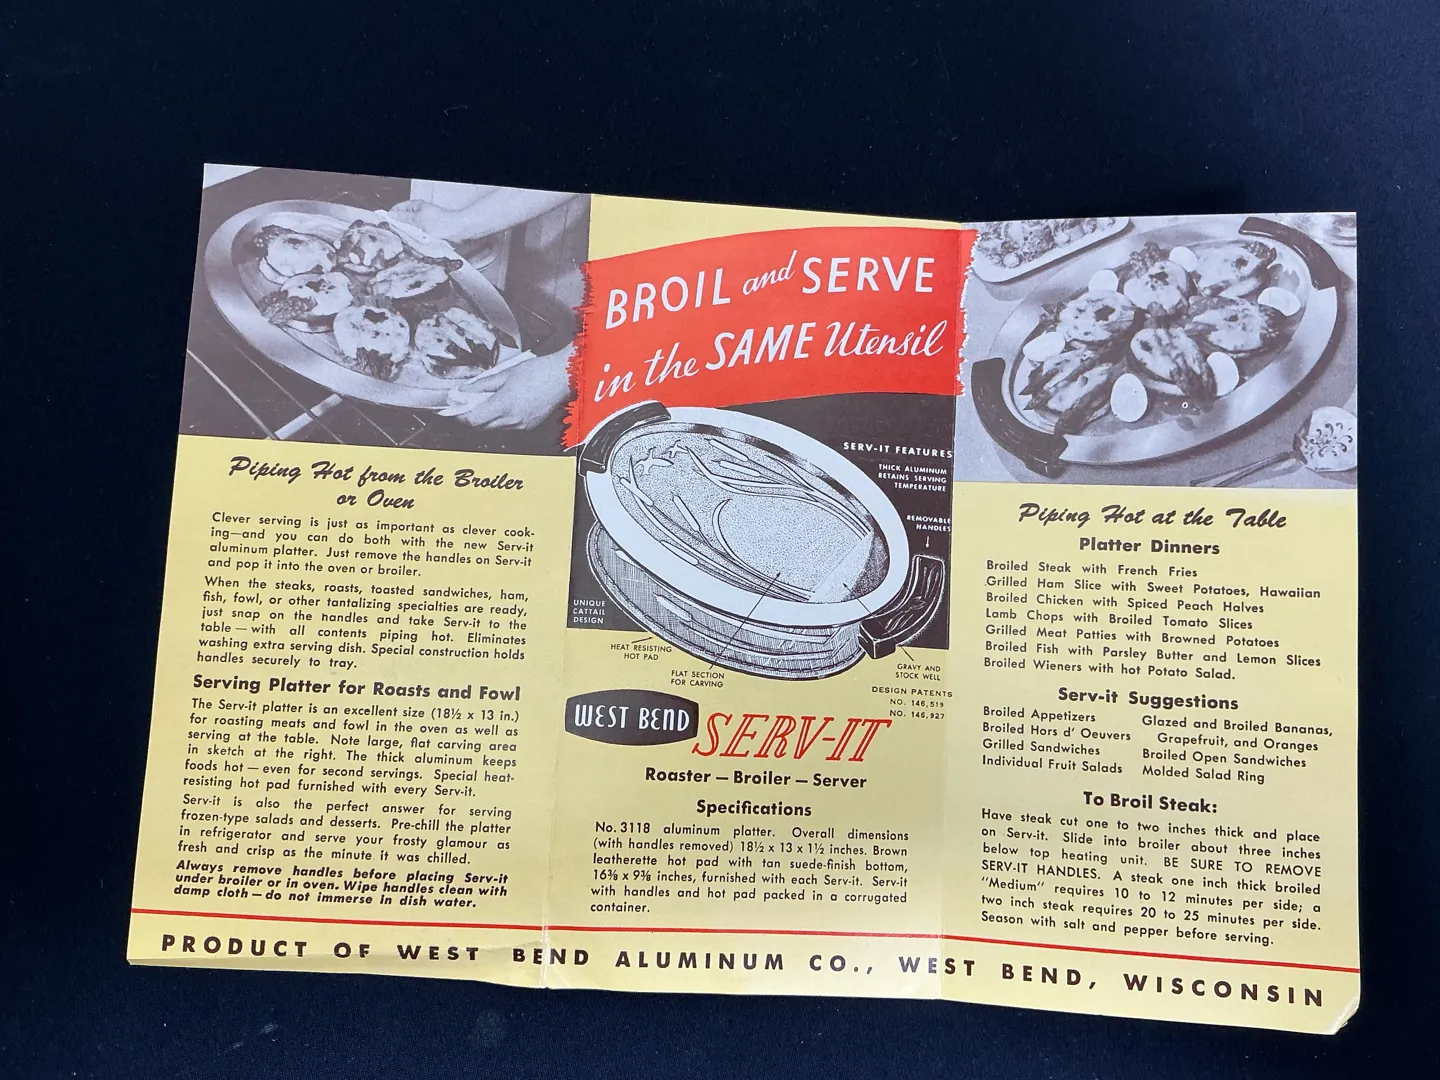 Piping Hot from the Broiler
or Oven
Clever serving is just as important as clever cook-
ing—and you can do both with the new Serv-it
aluminum platter. Just remove the handles on Serv-it
and pop it into the oven or broiler.
When the steaks, roasts, toasted sandwiches, ham,
fish, fowl, or other tantalizing specialties are ready,
just snap on the handles and take Serv-it to the
table — with all contents piping hot. Eliminates
washing extra serving dish. Special construction holds
handles securely to tray.
Serving Platter for Roasts and Fowl
The Serv-it platter is an excellent size (18½ x 13 in.)
for roasting meats and fowl in the oven as well as
serving at the table. Note large, flat carving area
in sketch at the right. The thick aluminum keeps
foods hot — even for second servings. Special heat-
resisting hot pad furnished with every Serv-it.
Serv-it is also the perfect answer for serving
frozen-type salads and desserts. Pre-chill the platter
in refrigerator and serve your frosty glamour as
fresh and crisp as the minute it was chilled.
Always remove handles before placing Serv-it
under broiler or in oven. Wipe handles clean with
damp cloth — do not immerse in dish water.
BROIL and SERVE
in the SAME Utensil
SERV-IT FEATURES
THICK ALUMINUM
RETAINS SERVING
TEMPERATURE
REMOVABLE
HANDLES
UNIQUE
CATTAIL
DESIGN
HEAT RESISTING
HOT PAD
FLAT SECTION
FOR CARVING
GRAVY AND
STOCK WELL
DESIGN PATENTS
NO. 146,519
NO. 146,927
WEST BEND SERV-IT
Roaster — Broiler — Server
Specifications
No. 3118 aluminum platter. Overall dimensions
(with handles removed) 18½ x 13 x 1½ inches. Brown
leatherette hot pad with tan suede-finish bottom,
16⅜ x 9⅜ inches, furnished with each Serv-it. Serv-it
with handles and hot pad packed in a corrugated
container.
Piping Hot at the Table
Platter Dinners
Broiled Steak with French Fries
Grilled Ham Slice with Sweet Potatoes, Hawaiian
Broiled Chicken with Spiced Peach Halves
Lamb Chops with Broiled Tomato Slices
Grilled Meat Patties with Browned Potatoes
Broiled Fish with Parsley Butter and Lemon Slices
Broiled Wieners with hot Potato Salad.
Serv-it Suggestions
Broiled Appetizers
Broiled Hors d' Oeuvers
Grilled Sandwiches
Individual Fruit Salads
Glazed and Broiled Bananas,
Grapefruit, and Oranges
Broiled Open Sandwiches
Molded Salad Ring
To Broil Steak:
Have steak cut one to two inches thick and place
on Serv-it. Slide into broiler about three inches
below top heating unit. BE SURE TO REMOVE
SERV-IT HANDLES. A steak one inch thick broiled
"Medium" requires 10 to 12 minutes per side; a
two inch steak requires 20 to 25 minutes per side.
Season with salt and pepper before serving.
PRODUCT OF WEST BEND ALUMINUM CO., WEST BEND, WISCONSIN